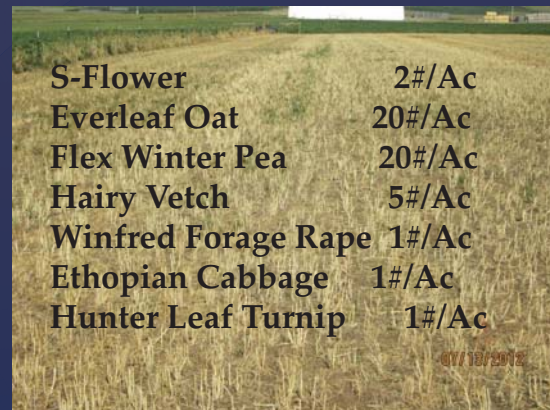 S-Flower 2#/Ac
Everleaf Oat 20#/Ac
Flex Winter Pea 20#/Ac
Hairy Vetch 5#/Ac
Winfred Forage Rape 1#/Ac
Ethopian Cabbage 1#/Ac
Hunter Leaf Turnip 1#/Ac
07/13/2012